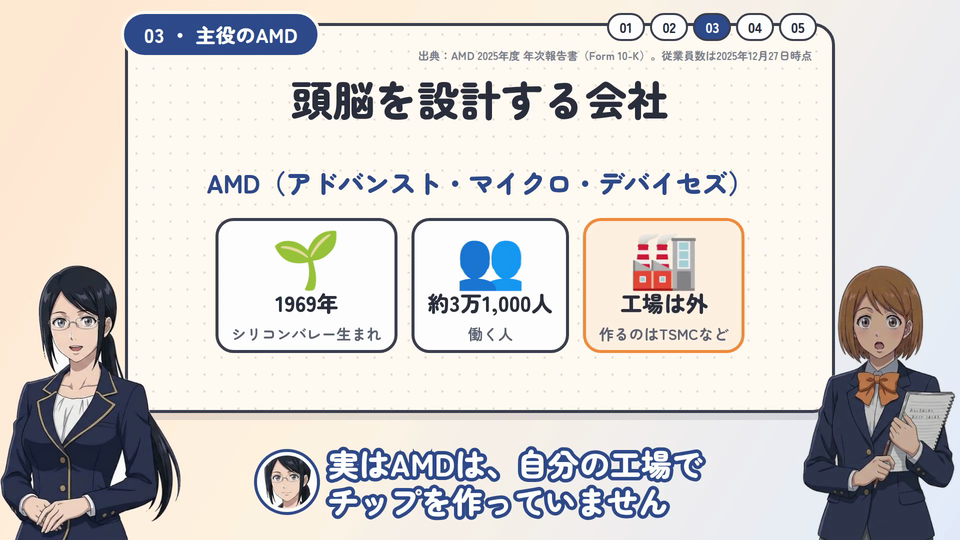 03 ・ 主役のAMD
01 02 03 04 05
出典：AMD 2025年度 年次報告書（Form 10-K）。従業員数は2025年12月27日時点
頭脳を設計する会社
AMD（アドバンスト・マイクロ・デバイセズ）
1969年
シリコンバレー生まれ
約3万1,000人
働く人
工場は外
作るのはTSMCなど
実はAMDは、自分の工場で
チップを作っていません